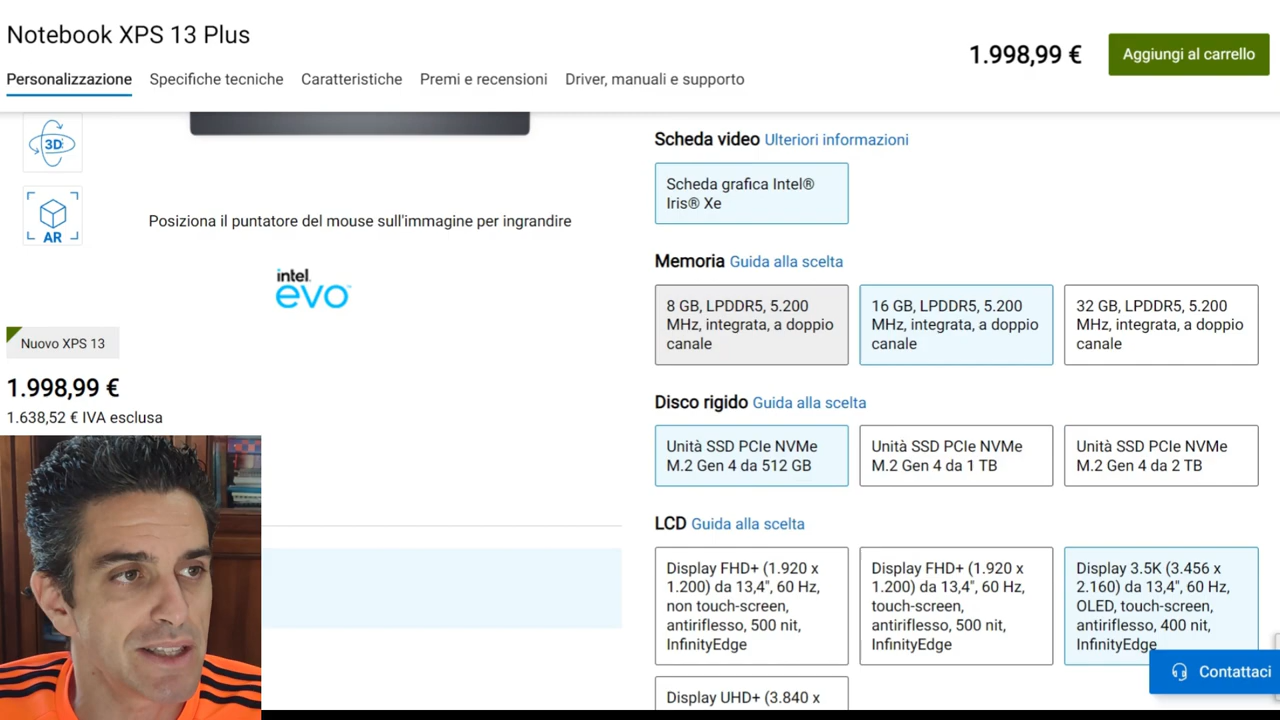 Notebook XPS 13 Plus
1.998,99 €
Aggiungi al carrello
Personalizzazione
Specifiche tecniche
Caratteristiche
Premi e recensioni
Driver, manuali e supporto
3D
AR
Posiziona il puntatore del mouse sull'immagine per ingrandire
intel.
evo™
Nuovo XPS 13
1.998,99 €
1.638,52 € IVA esclusa
Scheda video Ulteriori informazioni
Scheda grafica Intel®
Iris® Xe
Memoria Guida alla scelta
8 GB, LPDDR5, 5.200
MHz, integrata, a doppio
canale
16 GB, LPDDR5, 5.200
MHz, integrata, a doppio
canale
32 GB, LPDDR5, 5.200
MHz, integrata, a doppio
canale
Disco rigido Guida alla scelta
Unità SSD PCIe NVMe
M.2 Gen 4 da 512 GB
Unità SSD PCIe NVMe
M.2 Gen 4 da 1 TB
Unità SSD PCIe NVMe
M.2 Gen 4 da 2 TB
LCD Guida alla scelta
Display FHD+ (1.920 x
1.200) da 13,4", 60 Hz,
non touch-screen,
antiriflesso, 500 nit,
InfinityEdge
Display FHD+ (1.920 x
1.200) da 13,4", 60 Hz,
touch-screen,
antiriflesso, 500 nit,
InfinityEdge
Display 3.5K (3.456 x
2.160) da 13,4", 60 Hz,
OLED, touch-screen,
antiriflesso, 400 nit,
InfinityEdge
Display UHD+ (3.840 x
Contattaci